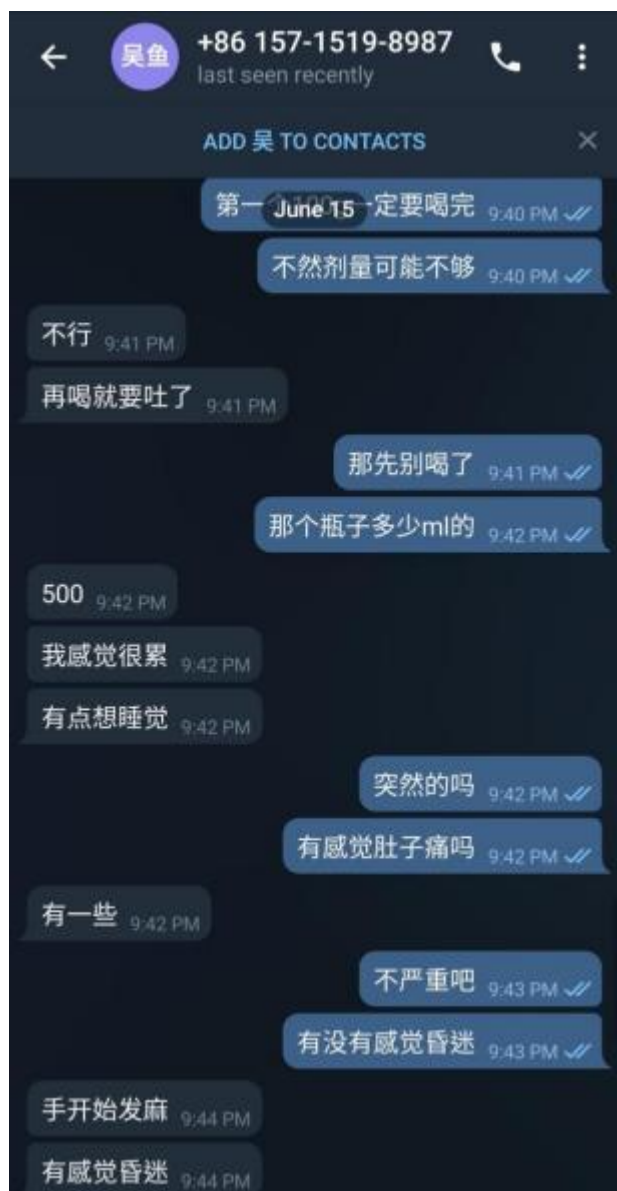 吴鱼
+86 157-1519-8987
last seen recently
ADD 吴 TO CONTACTS
June 15
第一 定要喝完 9:40 PM
不然剂量可能不够 9:40 PM
不行 9:41 PM
再喝就要吐了 9:41 PM
那先别喝了 9:41 PM
那个瓶子多少ml的 9:42 PM
500 9:42 PM
我感觉很累 9:42 PM
有点想睡觉 9:42 PM
突然的吗 9:42 PM
有感觉肚子痛吗 9:42 PM
有一些 9:42 PM
不严重吧 9:43 PM
有没有感觉昏迷 9:43 PM
手开始发麻 9:44 PM
有感觉昏迷 9:44 PM